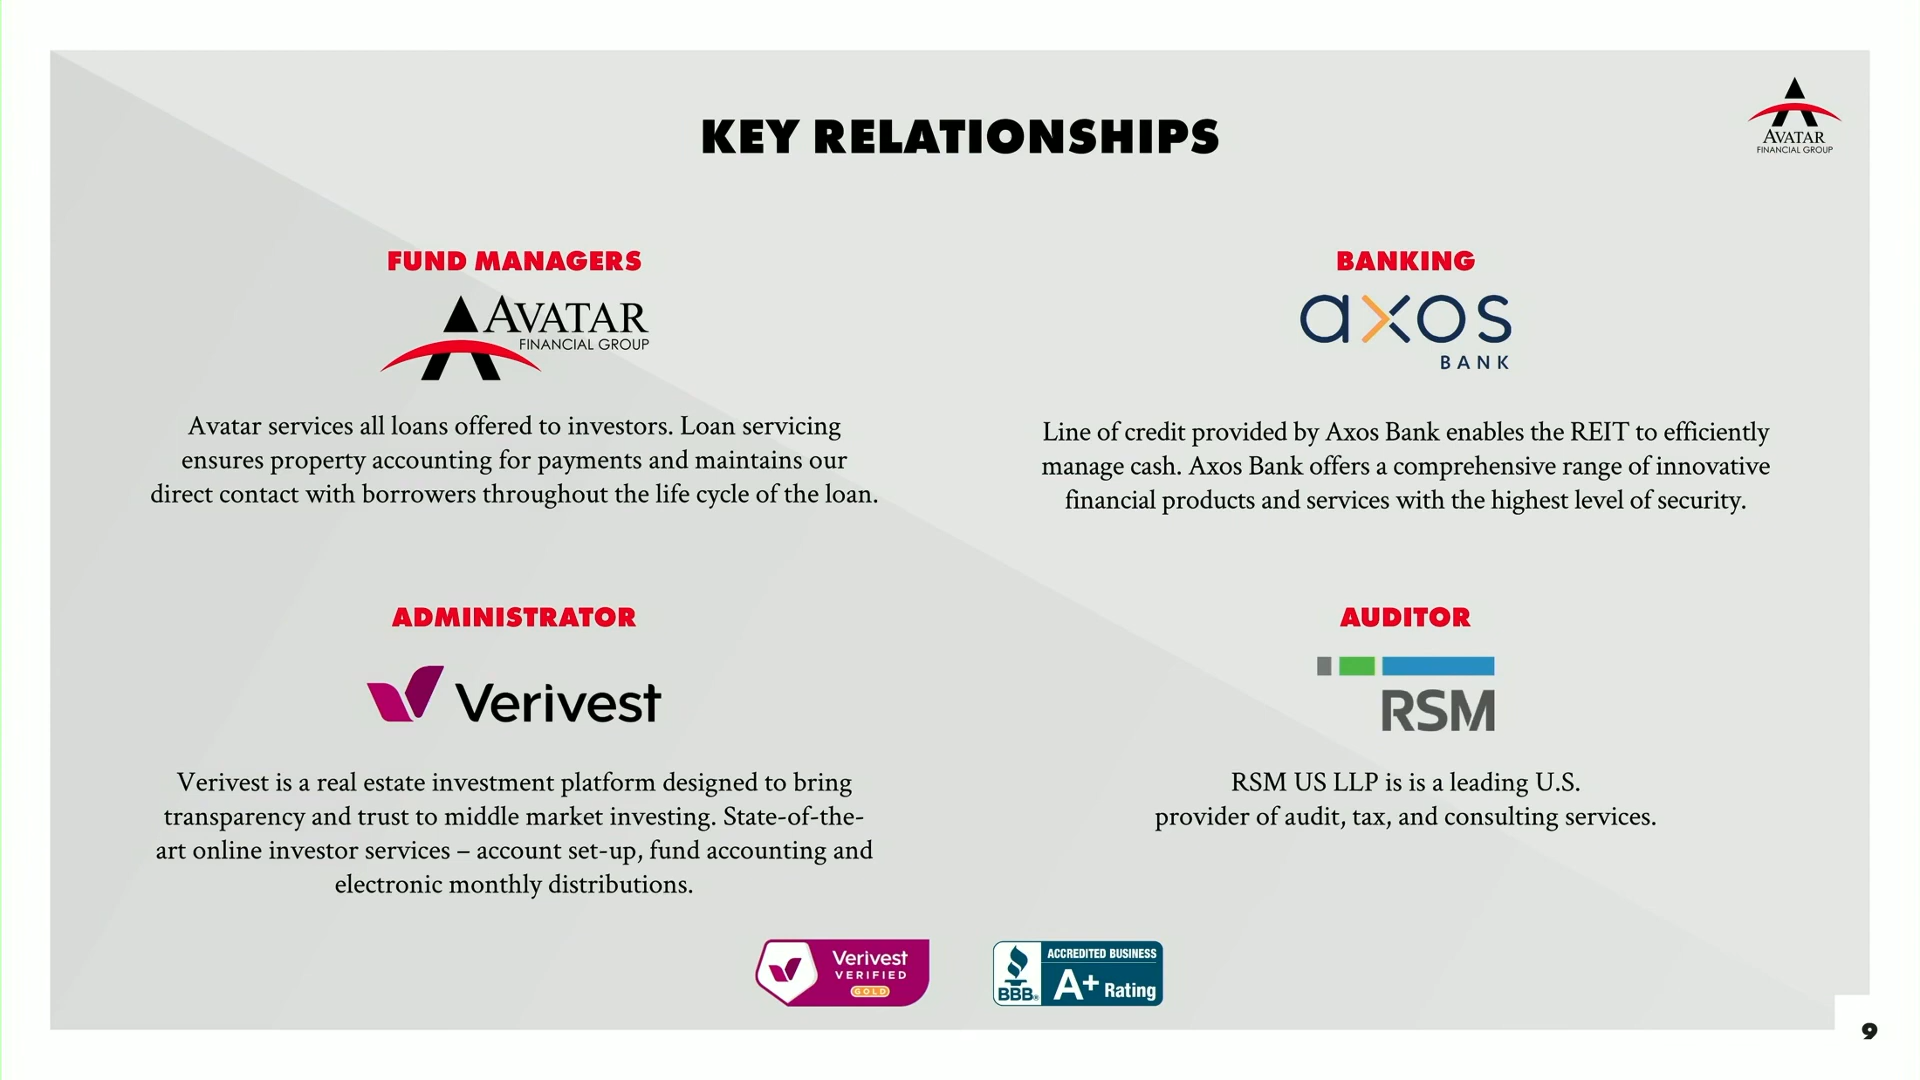 KEY RELATIONSHIPS
AVATAR
FINANCIAL GROUP
FUND MANAGERS
AVATAR
FINANCIAL GROUP
Avatar services all loans offered to investors. Loan servicing
ensures property accounting for payments and maintains our
direct contact with borrowers throughout the life cycle of the loan.
BANKING
axos
BANK
Line of credit provided by Axos Bank enables the REIT to efficiently
manage cash. Axos Bank offers a comprehensive range of innovative
financial products and services with the highest level of security.
ADMINISTRATOR
Verivest
Verivest is a real estate investment platform designed to bring
transparency and trust to middle market investing. State-of-the-
art online investor services – account set-up, fund accounting and
electronic monthly distributions.
AUDITOR
RSM
RSM US LLP is is a leading U.S.
provider of audit, tax, and consulting services.
Verivest
VERIFIED
GOLD
BBB®
ACCREDITED BUSINESS
A+ Rating
9